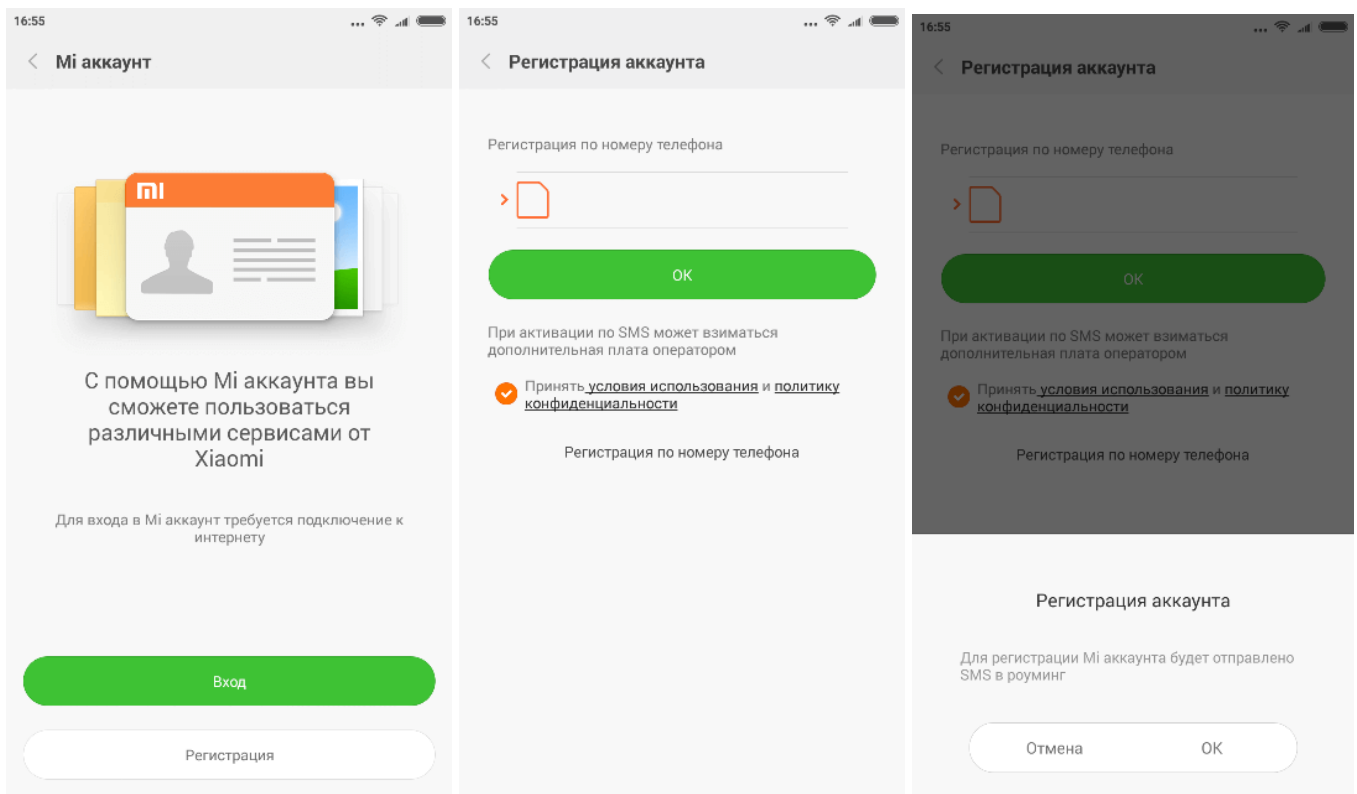 16:55
Mi аккаунт
MI
С помощью Mi аккаунта вы
сможете пользоваться
различными сервисами от
Xiaomi
Для входа в Mi аккаунт требуется подключение к
интернету
Вход
Регистрация
16:55
Регистрация аккаунта
Регистрация по номеру телефона
OK
При активации по SMS может взиматься
дополнительная плата оператором
Принять условия использования и политику
конфиденциальности
Регистрация по номеру телефона
16:55
Регистрация аккаунта
Регистрация по номеру телефона
OK
При активации по SMS может взиматься
дополнительная плата оператором
Принять условия использования и политику
конфиденциальности
Регистрация по номеру телефона
Регистрация аккаунта
Для регистрации Mi аккаунта будет отправлено
SMS в роуминг
Отмена OK